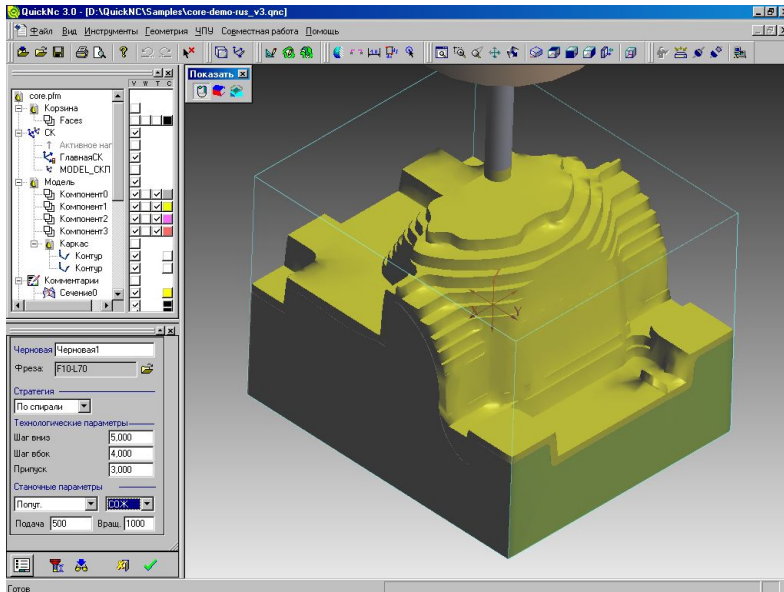 QuickNc 3.0 - [D:\QuickNC\Samples\core-demo-rus_v3.qnc]
Файл Вид Инструменты Геометрия ЧПУ Совместная работа Помощь
Показать
V W T C
core.pfm
Корзина
Faces
СК
Активное наг
ГлавнаяСК
MODEL_СКП
Модель
Компонент0
Компонент1
Компонент2
Компонент3
Каркас
Контур
Контур
Комментарии
Сечение0
Черновая Черновая1
Фреза: F10-L70
Стратегия
По спирали
Технологические параметры
Шаг вниз 5,000
Шаг вбок 4,000
Припуск 3,000
Станочные параметры
Попут. СОЖ
Подача 500 Вращ. 1000
Готов